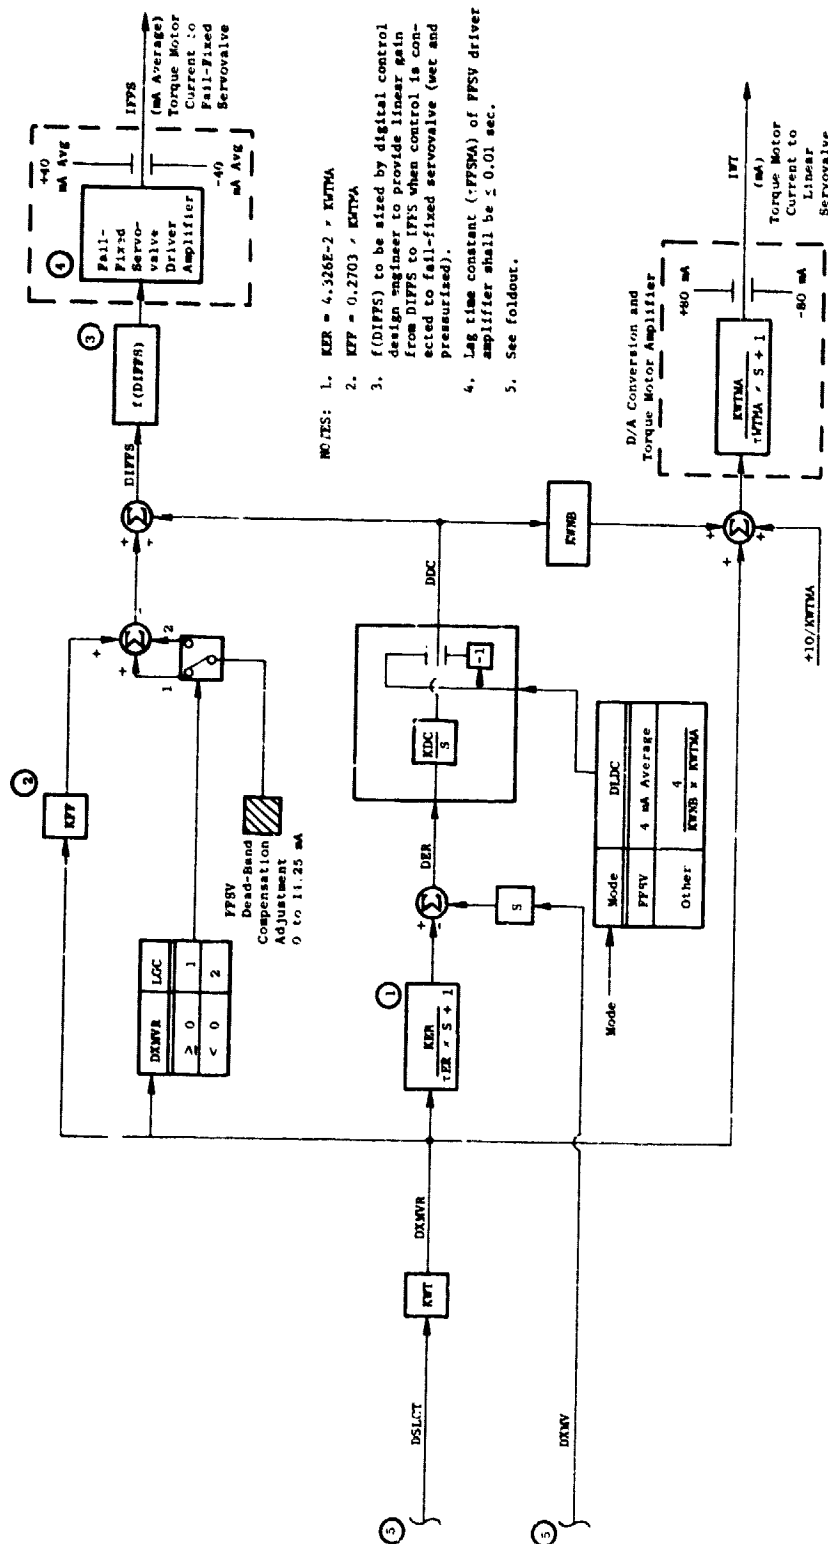 IFFS
(mA Average)
Torque Motor
Current to
Fail-Fixed
Servovalve
+40
mA Avg
-40
mA Avg
4
Fail-
Fixed
Servo-
valve
Driver
Amplifier
3
f(DIFFS)
DIFFS
Σ
+
+
Σ
+
+
-
1
2
2
KFF
FFSV
Dead-Band
Compensation
Adjustment
0 to 11.25 mA
DXMVR
LGC
≥ 0
1
< 0
2
NOTES: 1. KER = 4.326E-2 ÷ KWTMA
2. KFF = 0.2703 ÷ KWTMA
3. f(DIFFS) to be sized by digital control
design engineer to provide linear gain
from DIFFS to IFFS when control is con-
ected to fail-fixed servovalve (wet and
pressurized).
4. Lag time constant (τFFSMA) of FFSV driver
amplifier shall be ≤ 0.01 sec.
5. See foldout.
DDC
KDC
S
-1
DER
Σ
+
-
S
1
KER
τER × S + 1
KWNB
D/A Conversion and
Torque Motor Amplifier
KWTMA
τWTMA × S + 1
+80 mA
-80 mA
IWT
(mA)
Torque Motor
Current to
Linear
Servovalve
Σ
+
+
+
+10/KWTMA
Mode
Mode
DLDC
FFSV
4 mA Average
Other
4
KWNB × KWTMA
DXMVR
KWT
DSLCT
5
DXMV
5